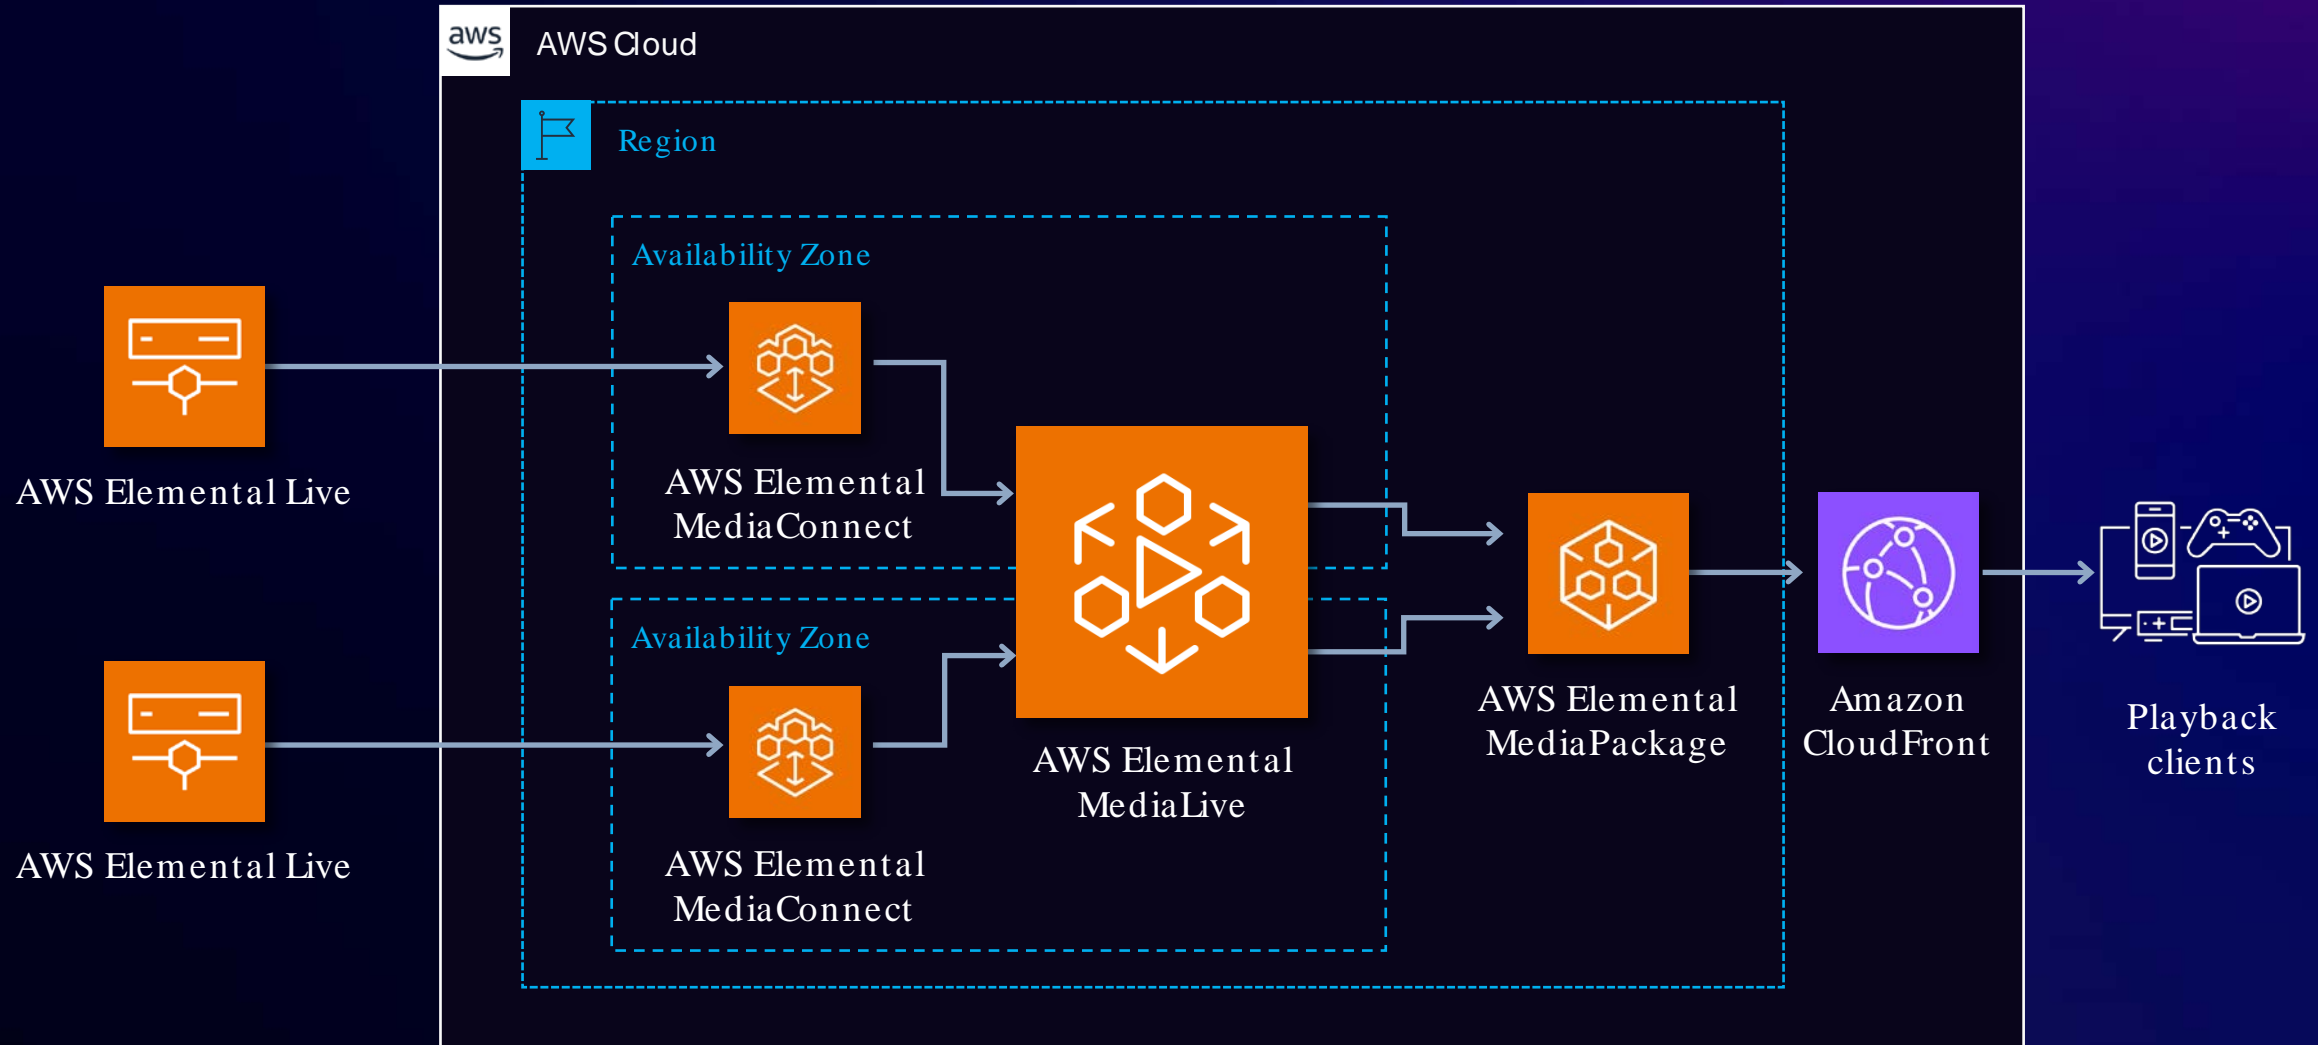 aws
AWS Cloud
Region
Availability Zone
AWS Elemental Live
AWS Elemental
MediaConnect
Availability Zone
AWS Elemental Live
AWS Elemental
MediaConnect
AWS Elemental
MediaLive
AWS Elemental
MediaPackage
Amazon
CloudFront
Playback
clients